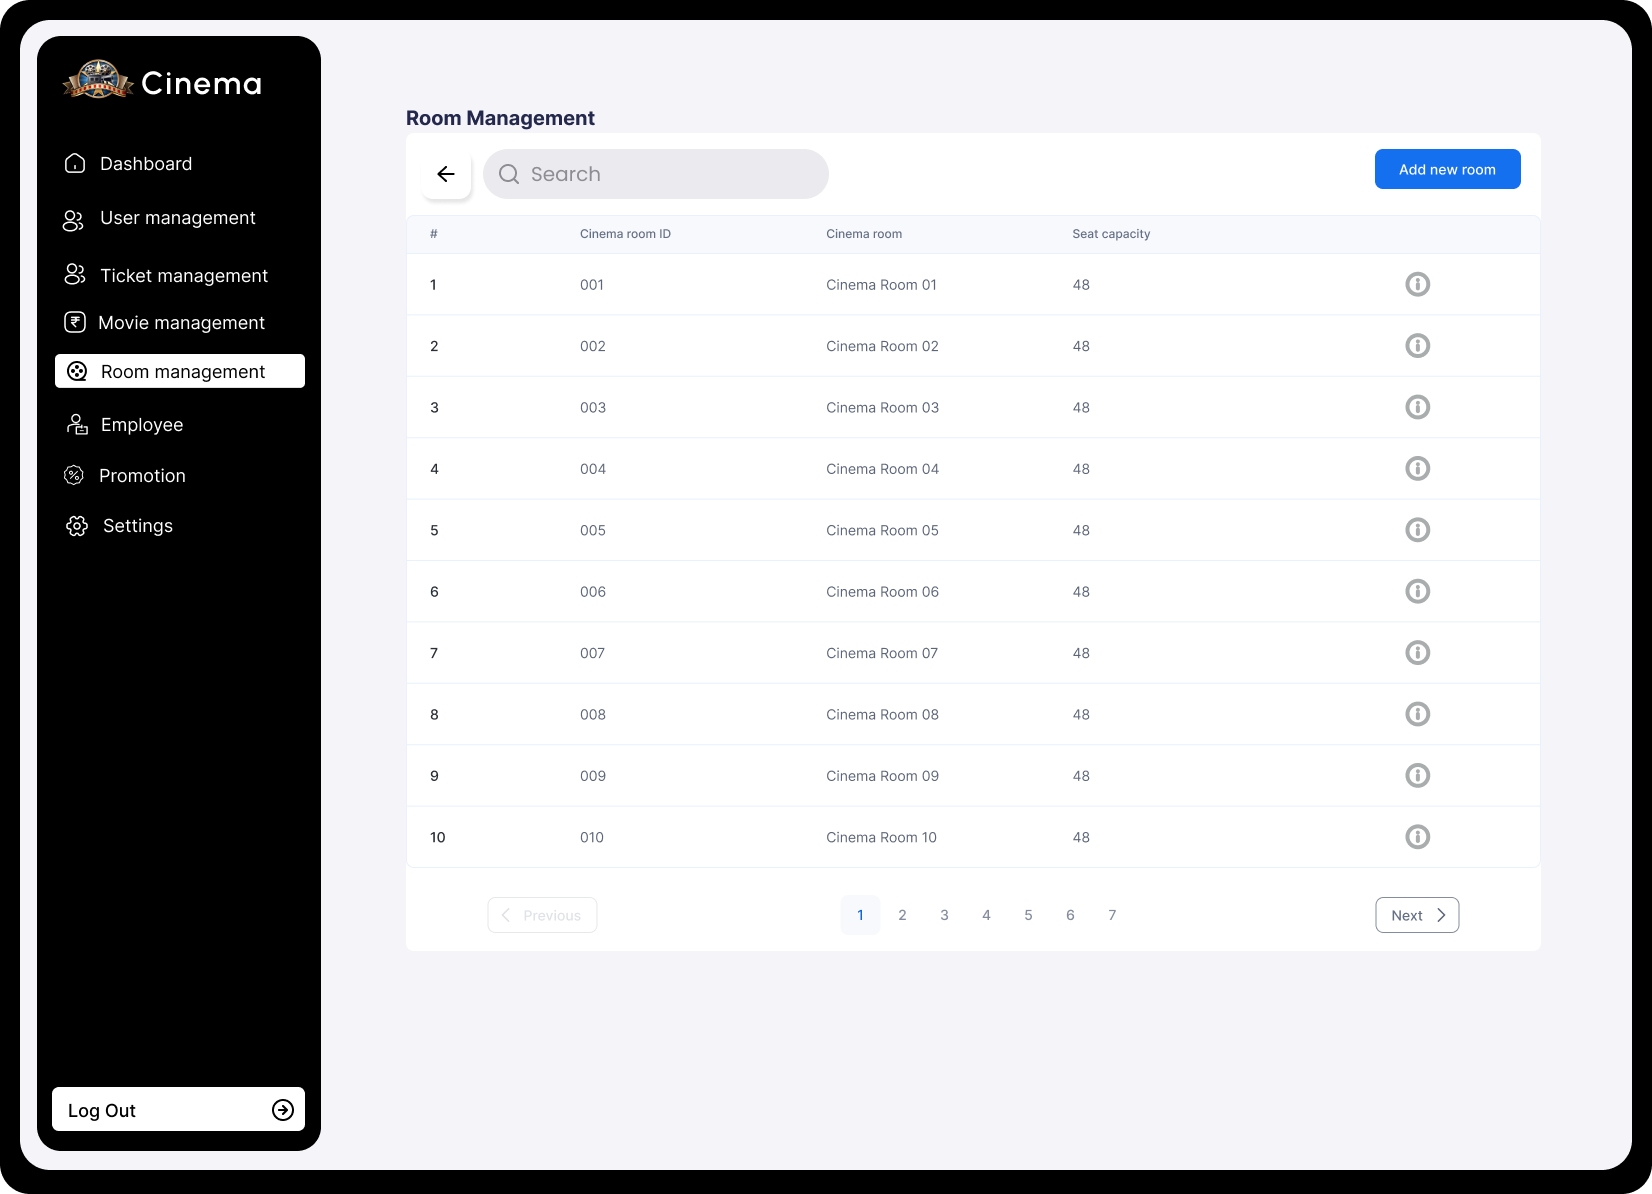 Cinema
Dashboard
User management
Ticket management
Movie management
Room management
Employee
Promotion
Settings
Log Out
Room Management
Search
Add new room
# Cinema room ID Cinema room Seat capacity
1 001 Cinema Room 01 48
2 002 Cinema Room 02 48
3 003 Cinema Room 03 48
4 004 Cinema Room 04 48
5 005 Cinema Room 05 48
6 006 Cinema Room 06 48
7 007 Cinema Room 07 48
8 008 Cinema Room 08 48
9 009 Cinema Room 09 48
10 010 Cinema Room 10 48
Previous 1 2 3 4 5 6 7 Next